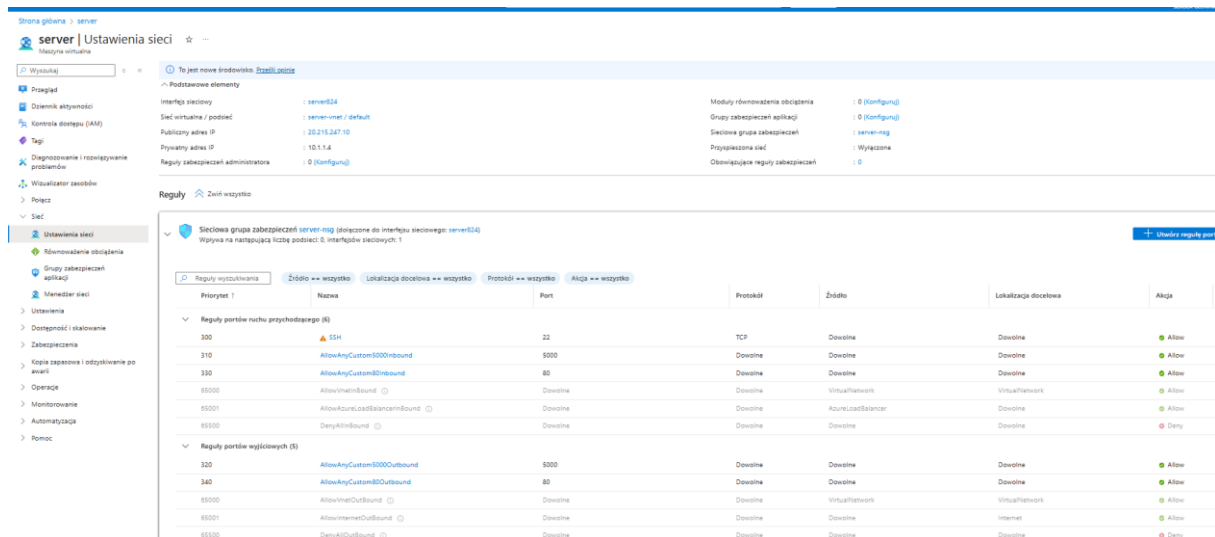 Strona główna > server
server | Ustawienia sieci
Maszyna wirtualna
Wyszukaj
Przegląd
Dziennik aktywności
Kontrola dostępu (IAM)
Tagi
Diagnozowanie i rozwiązywanie problemów
Wizualizator zasobów
Połącz
Sieć
Ustawienia sieci
Równoważenie obciążenia
Grupy zabezpieczeń aplikacji
Menedżer sieci
Ustawienia
Dostępność i skalowanie
Zabezpieczenia
Kopia zapasowa i odzyskiwanie po awarii
Operacje
Monitorowanie
Automatyzacja
Pomoc
To jest nowe środowisko. Prześlij opinię
Podstawowe elementy
Interfejs sieciowy : server824
Sieć wirtualna / podsieć : server-vnet / default
Publiczny adres IP : 20.215.247.10
Prywatny adres IP : 10.1.1.4
Reguły zabezpieczeń administratora : 0 (Konfiguruj)
Moduły równoważenia obciążenia : 0 (Konfiguruj)
Grupy zabezpieczeń aplikacji : 0 (Konfiguruj)
Sieciowa grupa zabezpieczeń : server-nsg
Przyspieszona sieć : Wyłączone
Obowiązujące reguły zabezpieczeń : 0
Reguły Zwiń wszystko
Sieciowa grupa zabezpieczeń server-nsg (dołączone do interfejsu sieciowego: server824)
Wpływa na następującą liczbę podsieci: 0, interfejsów sieciowych: 1
+ Utwórz regułę port
Reguły wyszukiwania Źródło == wszystko Lokalizacja docelowa == wszystko Protokół == wszystko Akcja == wszystko
Priorytet ↑ Nazwa Port Protokół Źródło Lokalizacja docelowa Akcja
Reguły portów ruchu przychodzącego (6)
300 SSH 22 TCP Dowolne Dowolne Allow
310 AllowAnyCustom5000Inbound 5000 Dowolne Dowolne Dowolne Allow
330 AllowAnyCustom80Inbound 80 Dowolne Dowolne Dowolne Allow
65000 AllowVnetInBound Dowolne Dowolne VirtualNetwork VirtualNetwork Allow
65001 AllowAzureLoadBalancerInBound Dowolne Dowolne AzureLoadBalancer Dowolne Allow
65500 DenyAllInBound Dowolne Dowolne Dowolne Dowolne Deny
Reguły portów wyjściowych (5)
320 AllowAnyCustom5000Outbound 5000 Dowolne Dowolne Dowolne Allow
340 AllowAnyCustom80Outbound 80 Dowolne Dowolne Dowolne Allow
65000 AllowVnetOutBound Dowolne Dowolne VirtualNetwork VirtualNetwork Allow
65001 AllowInternetOutBound Dowolne Dowolne Dowolne Internet Allow
65500 DenyAllOutBound Dowolne Dowolne Dowolne Dowolne Deny